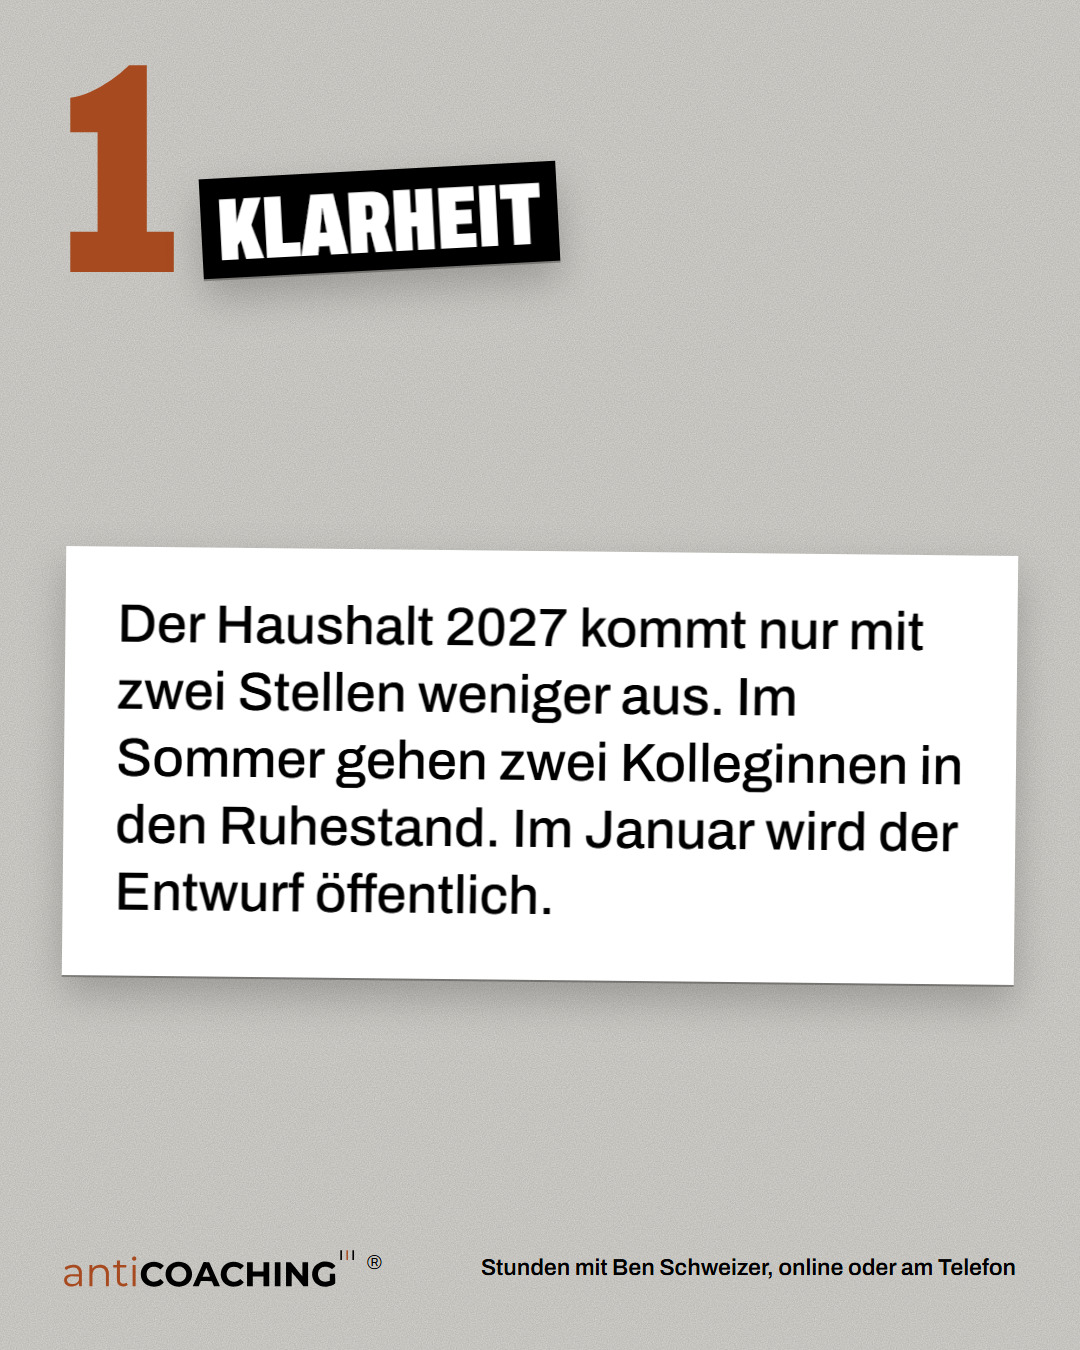 1
KLARHEIT
Der Haushalt 2027 kommt nur mit
zwei Stellen weniger aus. Im
Sommer gehen zwei Kolleginnen in
den Ruhestand. Im Januar wird der
Entwurf öffentlich.
antiCOACHING ®
Stunden mit Ben Schweizer, online oder am Telefon